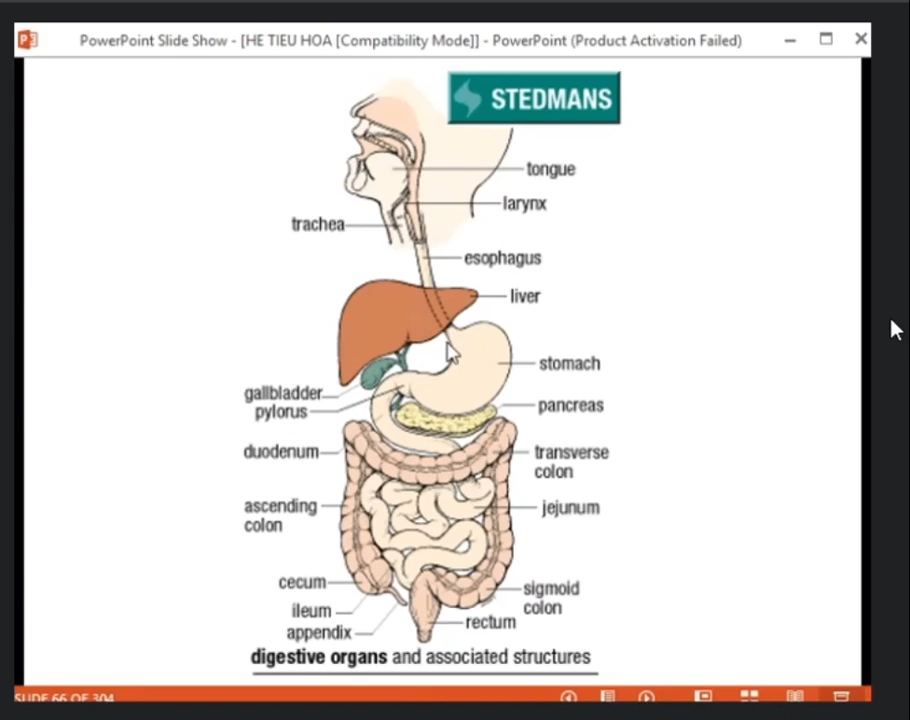 PowerPoint Slide Show - [HE TIEU HOA [Compatibility Mode]] - PowerPoint (Product Activation Failed)
STEDMANS
tongue
larynx
trachea
esophagus
liver
stomach
gallbladder
pylorus
pancreas
duodenum
transverse
colon
ascending
colon
jejunum
cecum
sigmoid
colon
ileum
rectum
appendix
digestive organs and associated structures
SLIDE 66 OF 304